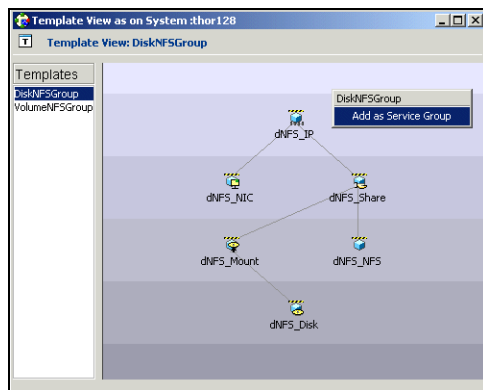 Template View as on System :thor128
T Template View: DiskNFSGroup
Templates
DiskNFSGroup
VolumeNFSGroup
DiskNFSGroup
Add as Service Group
dNFS_IP
dNFS_NIC
dNFS_Share
dNFS_Mount
dNFS_NFS
dNFS_Disk